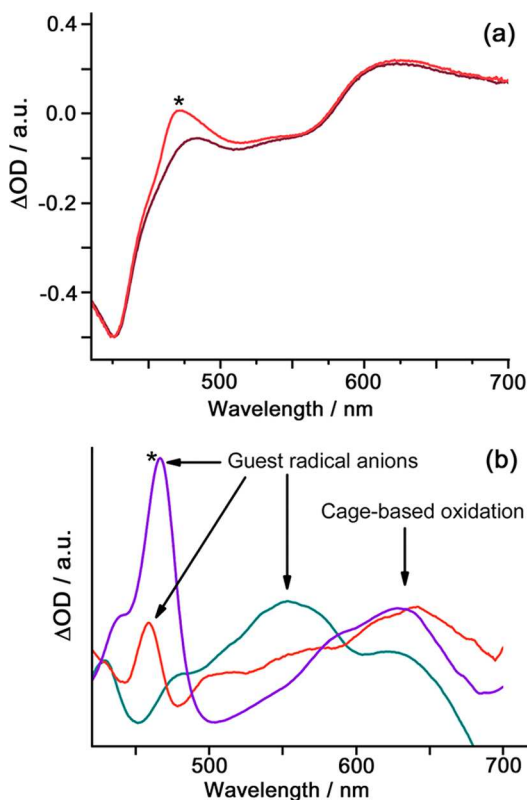 (a)
0.4
0.0
-0.2
-0.4
ΔOD / a.u.
*
500
600
700
Wavelength / nm
(b)
*
Guest radical anions
Cage-based oxidation
ΔOD / a.u.
500
600
700
Wavelength / nm